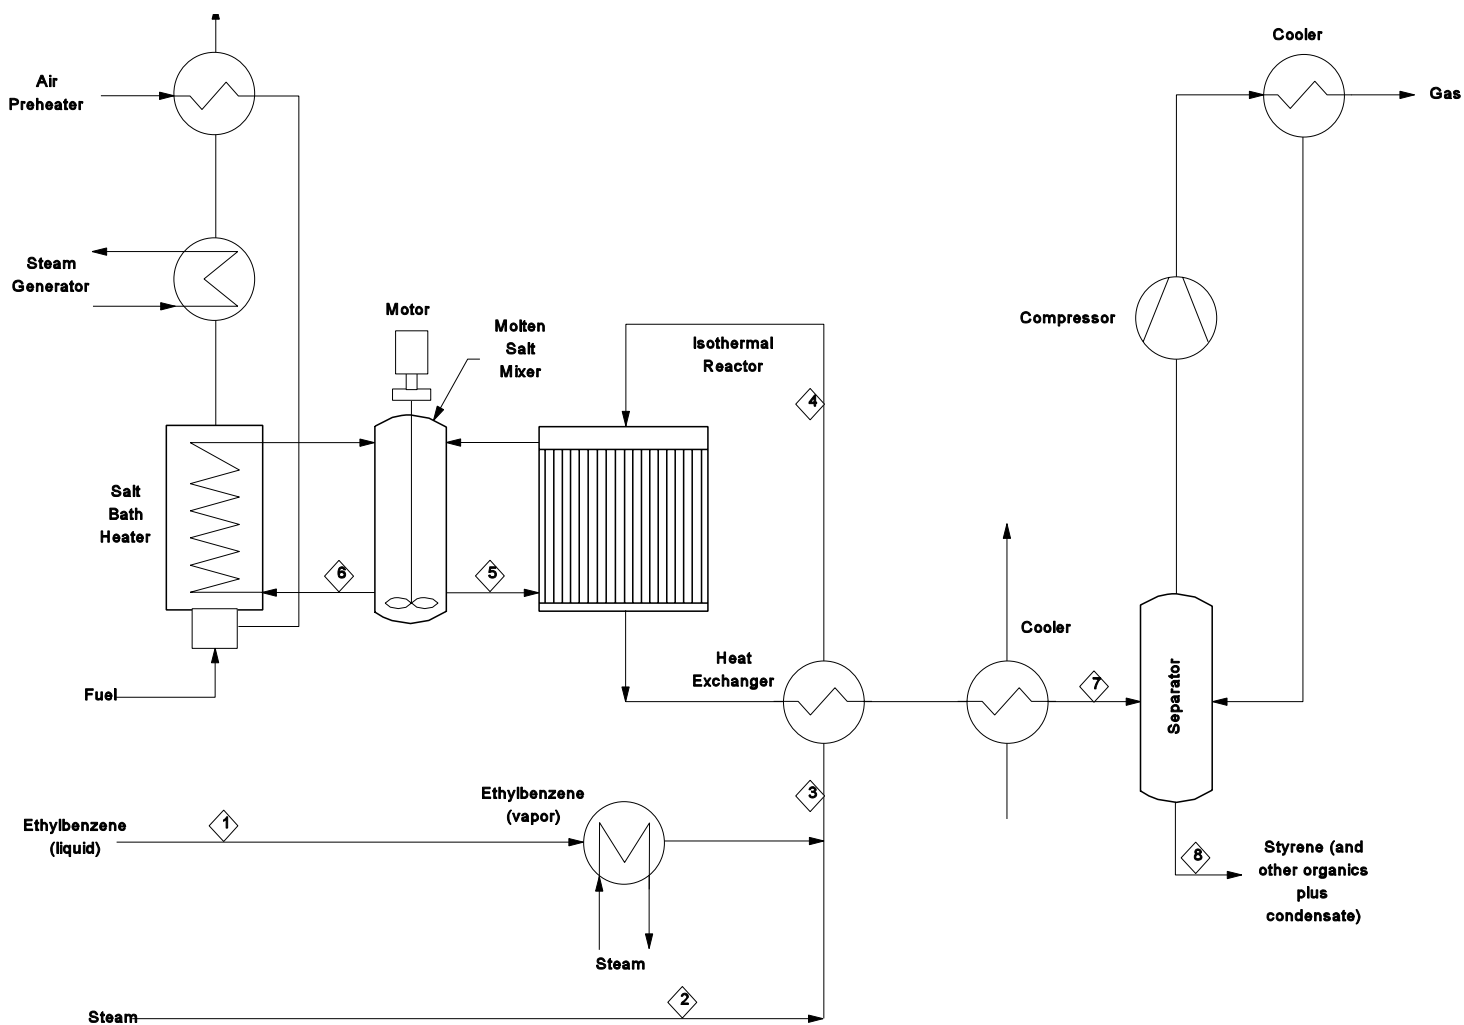 Cooler
Air
Preheater
Gas
Steam
Generator
Motor
Molten
Salt
Mixer
Compressor
Isothermal
Reactor
4
Salt
Bath
Heater
6
5
Cooler
Heat
Exchanger
7
Separator
Fuel
3
Ethylbenzene
(vapor)
1
Ethylbenzene
(liquid)
8
Styrene (and
other organics
plus
condensate)
Steam
2
Steam